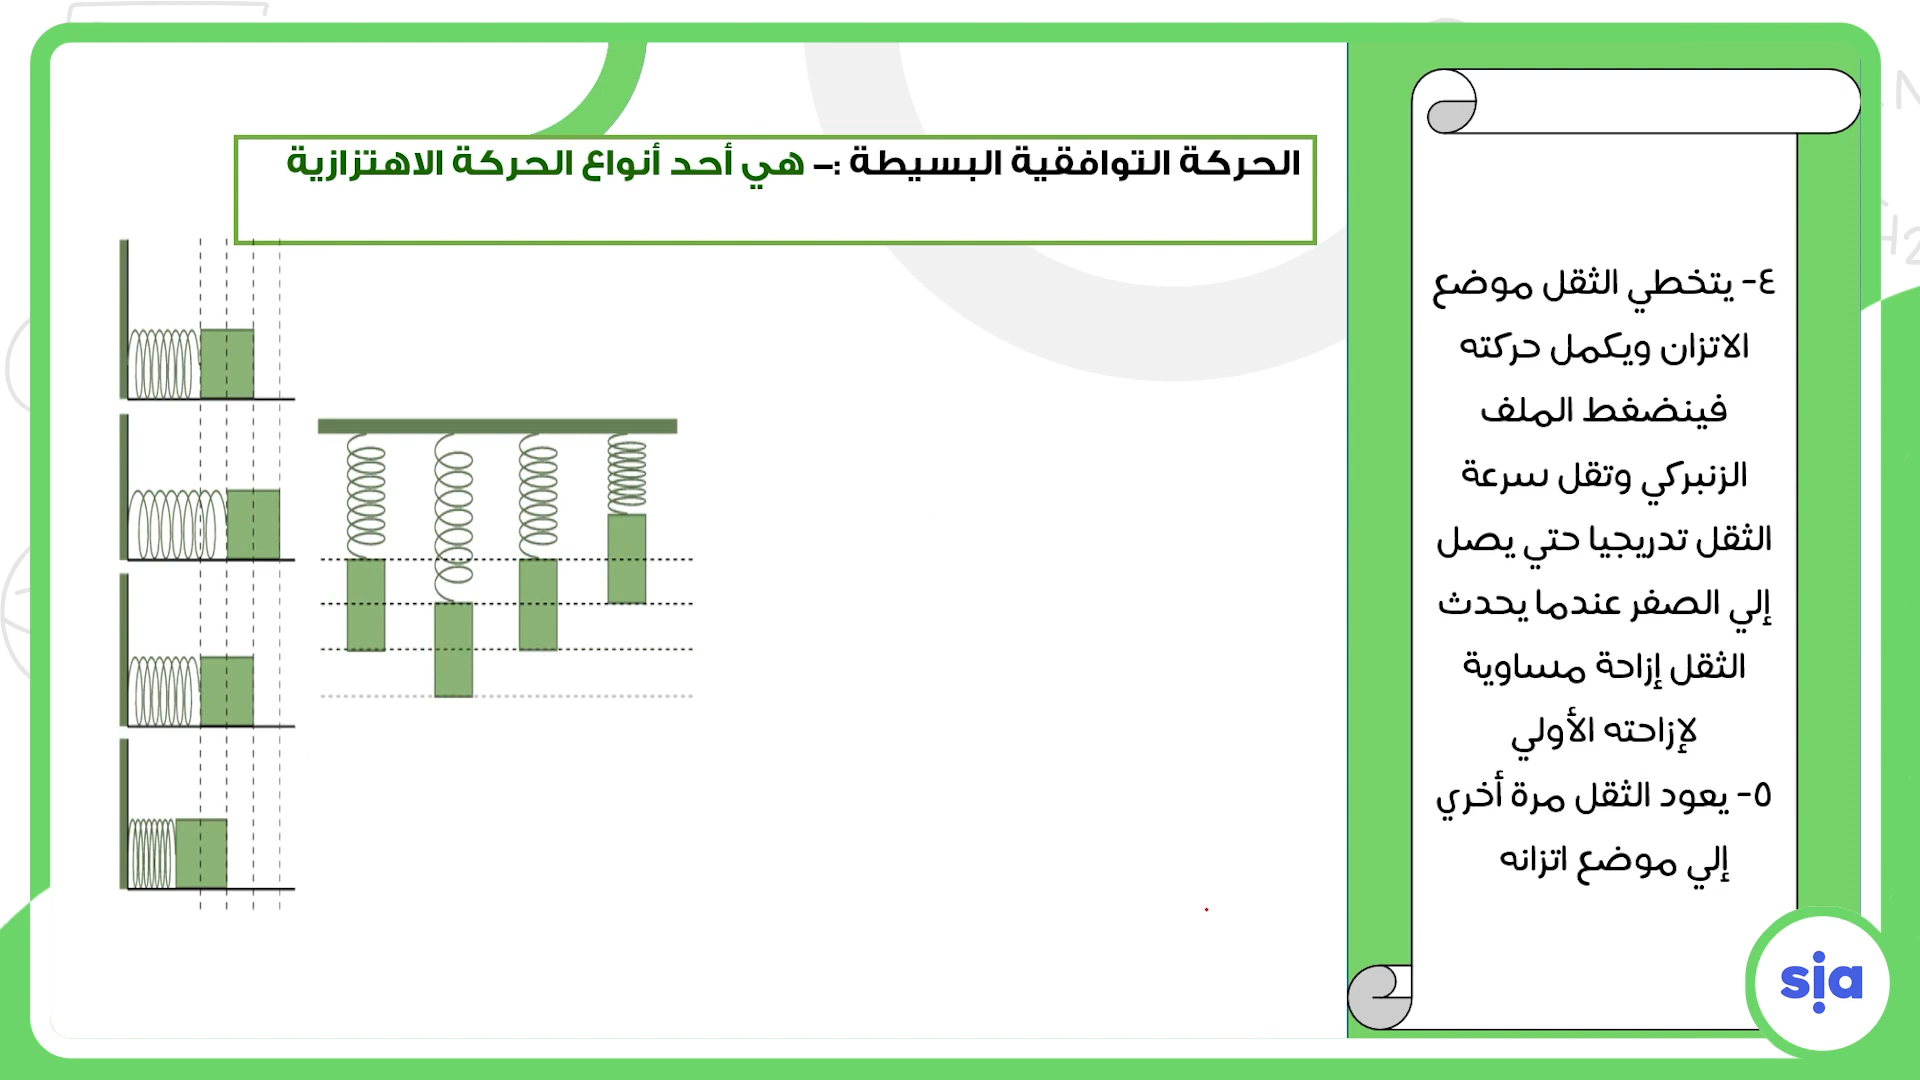 الحركة التوافقية البسيطة :– هي أحد أنواع الحركة الاهتزازية
٤- يتخطي الثقل موضع
الاتزان ويكمل حركته
فينضغط الملف
الزنبركي وتقل سرعة
الثقل تدريجيا حتي يصل
إلي الصفر عندما يحدث
الثقل إزاحة مساوية
لإزاحته الأولي
٥- يعود الثقل مرة أخري
إلي موضع اتزانه
sia